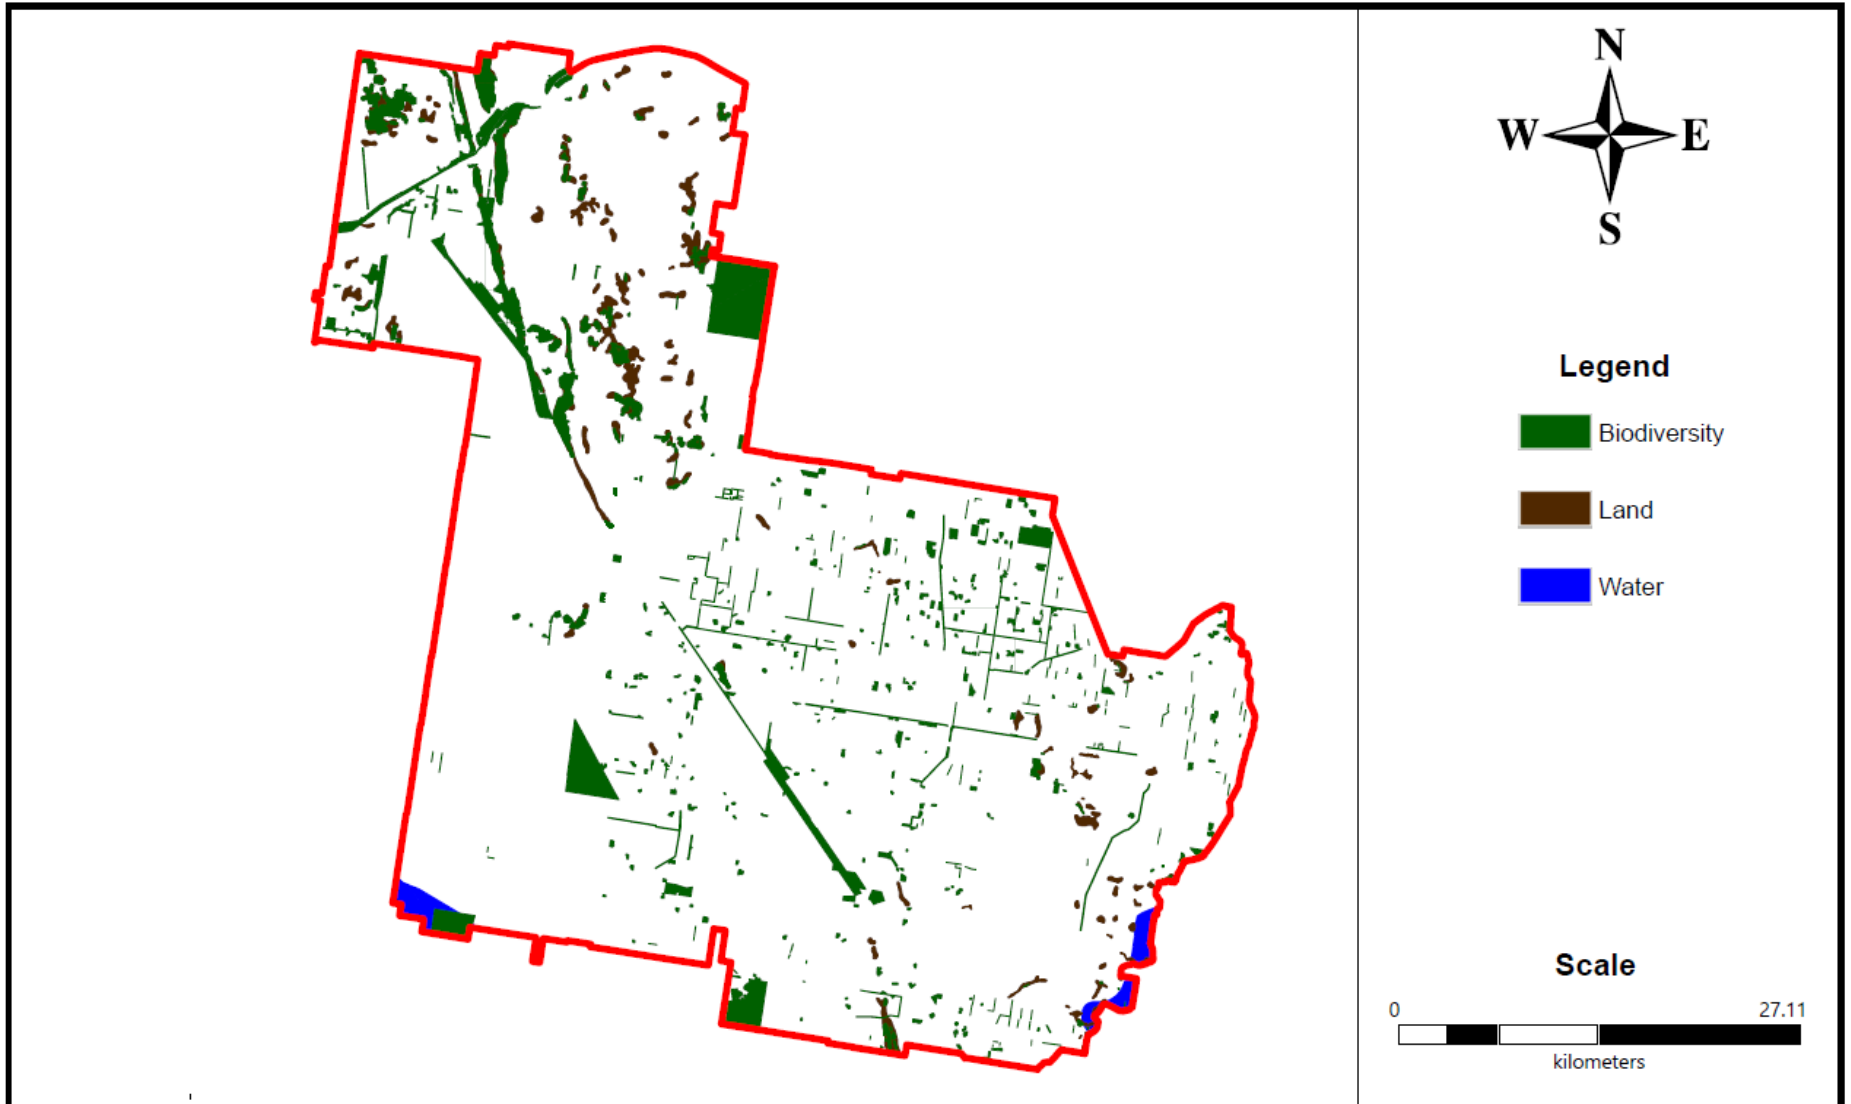 N
W E
S
Legend
Biodiversity
Land
Water
Scale
0 27.11
kilometers